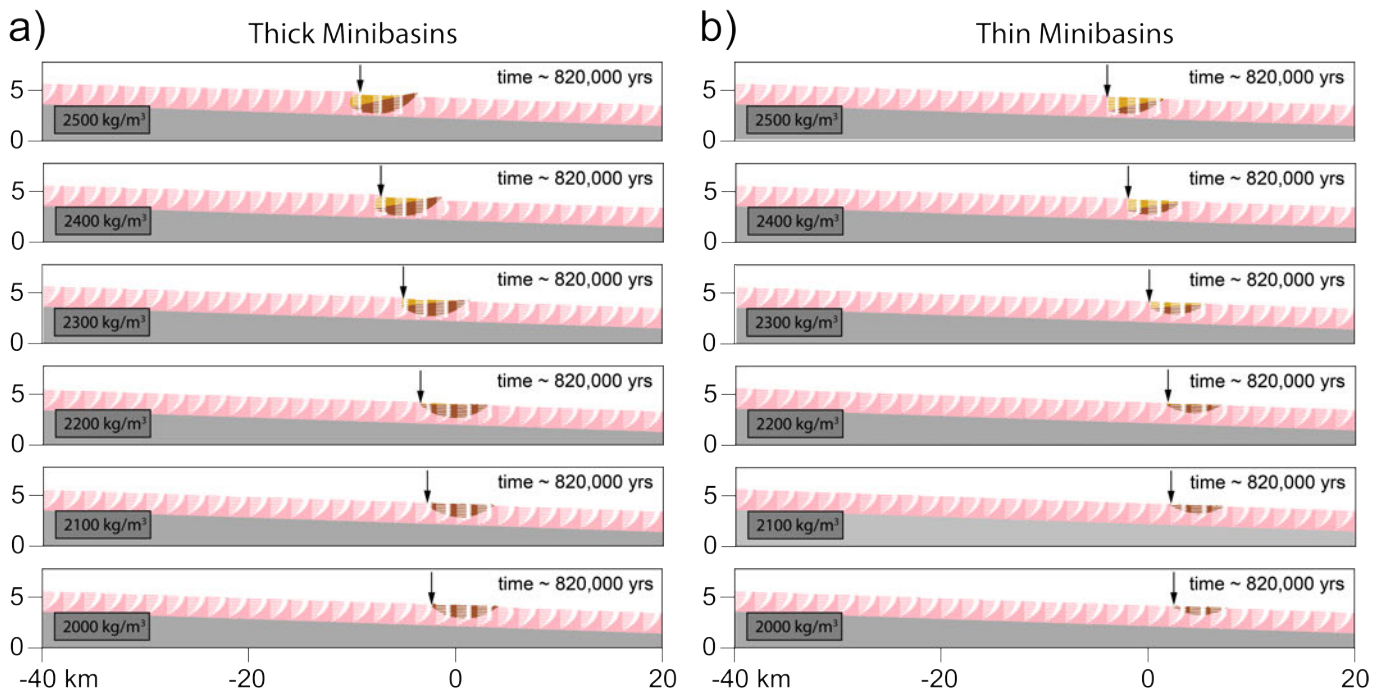 a)
Thick Minibasins
5
0
time ~ 820,000 yrs
2500 kg/m³
5
0
time ~ 820,000 yrs
2400 kg/m³
5
0
time ~ 820,000 yrs
2300 kg/m³
5
0
time ~ 820,000 yrs
2200 kg/m³
5
0
time ~ 820,000 yrs
2100 kg/m³
5
0
time ~ 820,000 yrs
2000 kg/m³
-40 km
-20
0
20
b)
Thin Minibasins
5
0
time ~ 820,000 yrs
2500 kg/m³
5
0
time ~ 820,000 yrs
2400 kg/m³
5
0
time ~ 820,000 yrs
2300 kg/m³
5
0
time ~ 820,000 yrs
2200 kg/m³
5
0
time ~ 820,000 yrs
2100 kg/m³
5
0
time ~ 820,000 yrs
2000 kg/m³
-40 km
-20
0
20